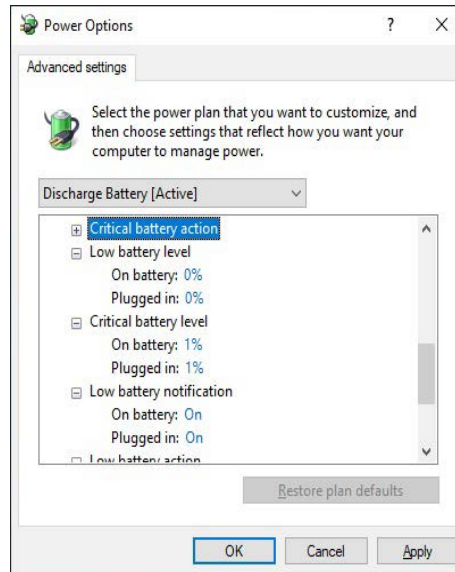 Power Options
?
X
Advanced settings
Select the power plan that you want to customize, and
then choose settings that reflect how you want your
computer to manage power.
Discharge Battery [Active]
Critical battery action
Low battery level
On battery: 0%
Plugged in: 0%
Critical battery level
On battery: 1%
Plugged in: 1%
Low battery notification
On battery: On
Plugged in: On
Low battery action
Restore plan defaults
OK
Cancel
Apply